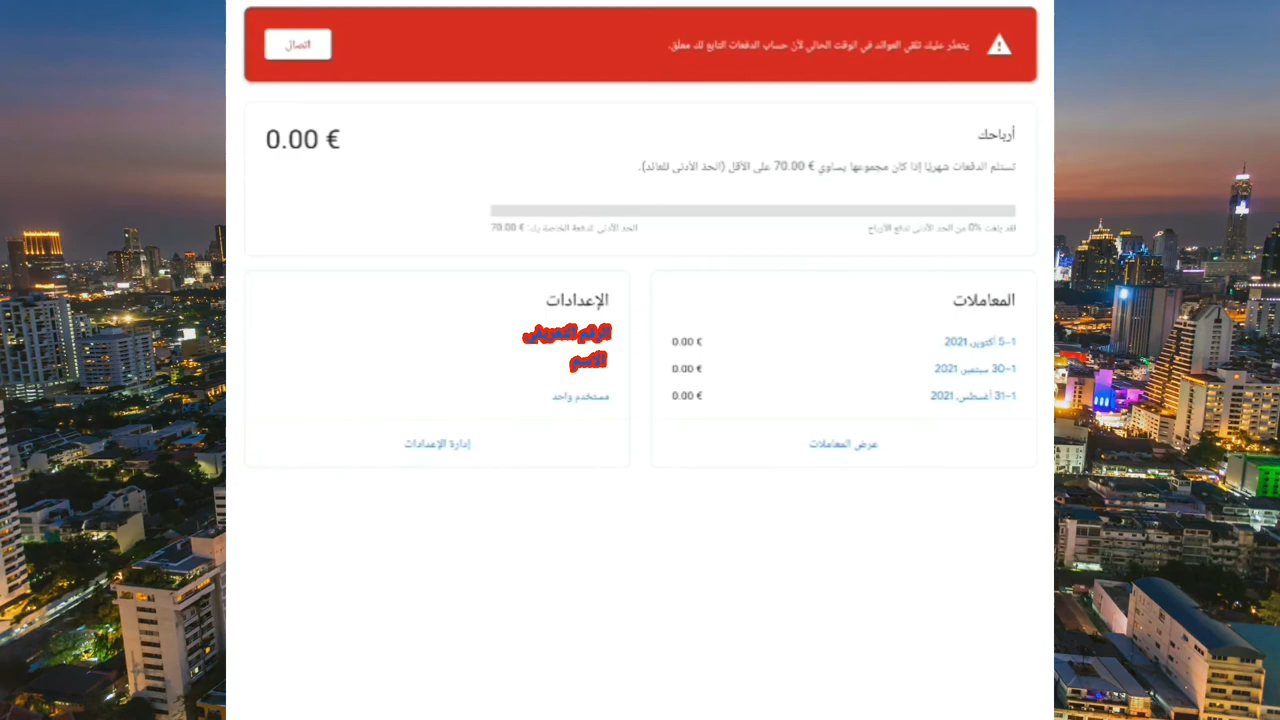 يتعذّر عليك تلقي العوائد في الوقت الحالي لأن حساب الدفعات التابع لك معلّق.
اتصال
أرباحك
0.00 €
تستلم الدفعات شهريًا إذا كان مجموعها يساوي 70.00 € على الأقل (الحدّ الأدنى للعائد).
لقد بلغت 0% من الحد الأدنى لدفع الأرباح
الحد الأدنى للدفعة الخاصة بك: 70.00 €
المعاملات
1–5 أكتوبر، 2021 0.00 €
1–30 سبتمبر، 2021 0.00 €
1–31 أغسطس، 2021 0.00 €
عرض المعاملات
الإعدادات
الرقم التعريفي
الاسم
مستخدم واحد
إدارة الإعدادات